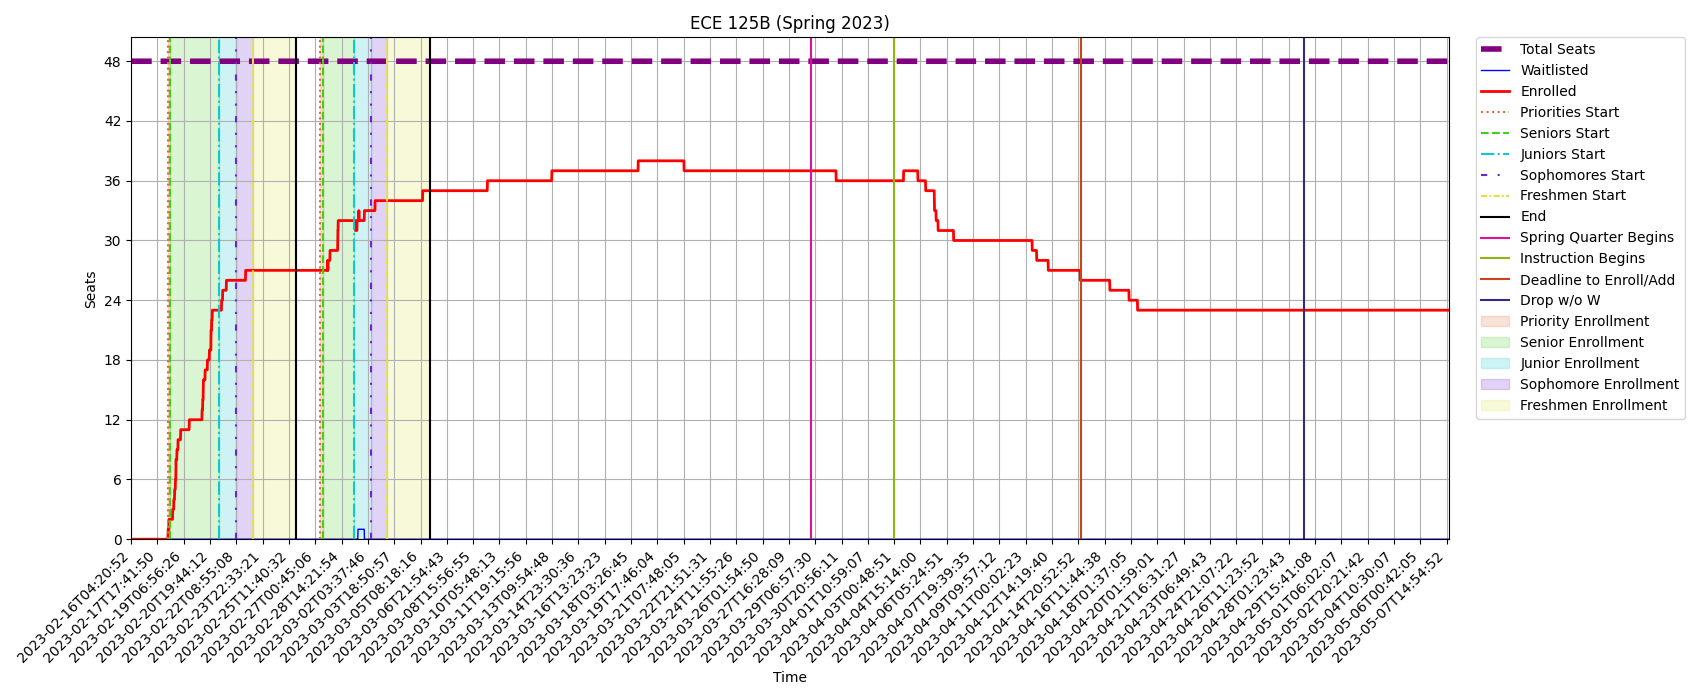 ECE 125B (Spring 2023)
Seats
48
42
36
30
24
18
12
6
0
2023-02-16T04:20:52
2023-02-17T17:41:50
2023-02-19T06:56:26
2023-02-20T19:44:12
2023-02-22T08:55:08
2023-02-23T22:33:21
2023-02-25T11:40:32
2023-02-27T00:45:06
2023-02-28T14:21:54
2023-03-02T03:37:46
2023-03-03T18:50:57
2023-03-05T08:18:16
2023-03-06T21:54:43
2023-03-08T15:56:55
2023-03-10T05:48:13
2023-03-11T19:15:56
2023-03-13T09:54:48
2023-03-14T23:30:36
2023-03-16T13:23:23
2023-03-18T03:26:45
2023-03-19T17:46:04
2023-03-21T07:48:05
2023-03-22T21:51:31
2023-03-24T11:55:26
2023-03-26T01:54:50
2023-03-27T16:28:09
2023-03-29T06:57:30
2023-03-30T20:56:11
2023-04-01T10:59:07
2023-04-03T00:48:51
2023-04-04T15:14:00
2023-04-06T05:24:51
2023-04-07T19:39:35
2023-04-09T09:57:12
2023-04-11T00:02:23
2023-04-12T14:19:40
2023-04-14T20:52:52
2023-04-16T11:44:38
2023-04-18T01:37:05
2023-04-20T01:59:01
2023-04-21T16:31:27
2023-04-23T06:49:43
2023-04-24T21:07:22
2023-04-26T11:23:52
2023-04-28T01:23:43
2023-04-29T15:41:08
2023-05-01T06:02:07
2023-05-02T20:21:42
2023-05-04T10:30:07
2023-05-06T00:42:05
2023-05-07T14:54:52
Time
Total Seats
Waitlisted
Enrolled
Priorities Start
Seniors Start
Juniors Start
Sophomores Start
Freshmen Start
End
Spring Quarter Begins
Instruction Begins
Deadline to Enroll/Add
Drop w/o W
Priority Enrollment
Senior Enrollment
Junior Enrollment
Sophomore Enrollment
Freshmen Enrollment